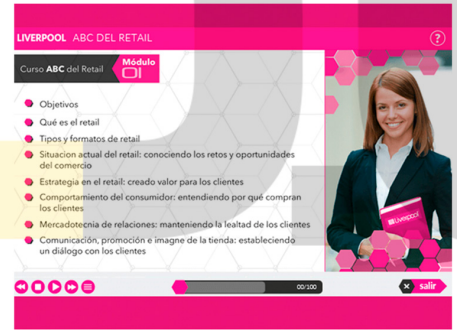 LIVERPOOL ABC DEL RETAIL
?
Curso ABC del Retail
Módulo
01
Objetivos
Qué es el retail
Tipos y formatos de retail
Situacion actual del retail: conociendo los retos y oportunidades
del comercio
Estrategia en el retail: creado valor para los clientes
Comportamiento del consumidor: entendiendo por qué compran
los clientes
Mercadotecnia de relaciones: manteniendo la lealtad de los clientes
Comunicación, promoción e imagne de la tienda: estableciendo
un diálogo con los clientes
Liverpool
00/100
× salir